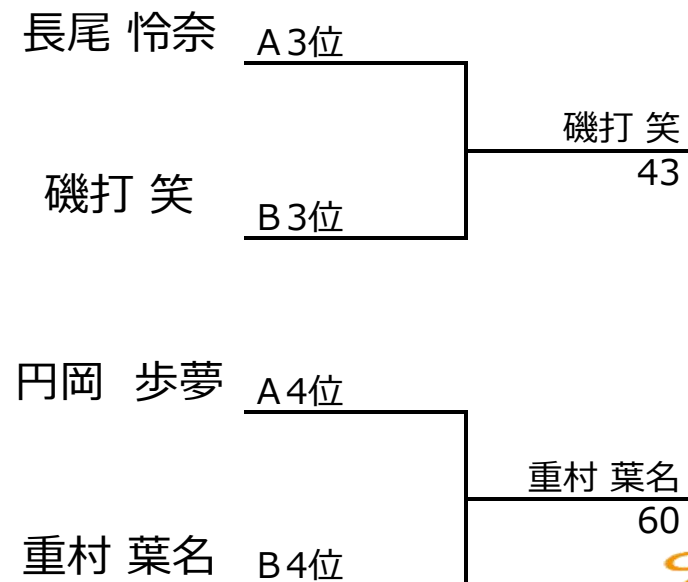 長尾 怜奈 A3位
磯打 笑
43
磯打 笑 B3位
円岡 歩夢 A4位
重村 葉名
60
重村 葉名 B4位